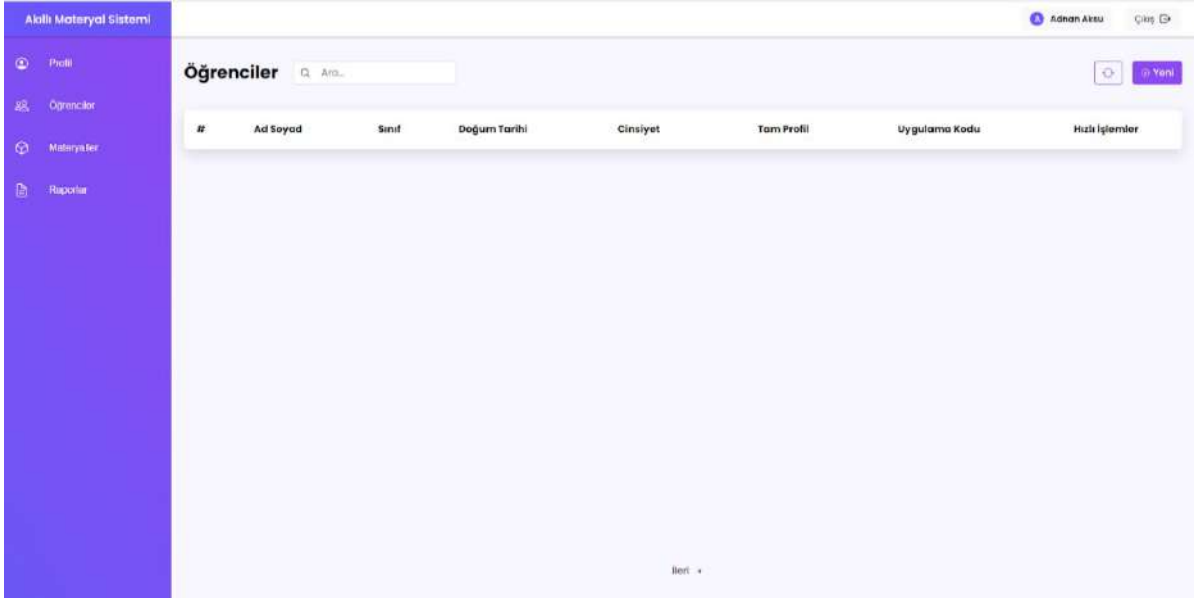 Akıllı Materyal Sistemi
A Adnan Aksu Çıkış
Profil
Öğrenciler
Materyaller
Raporlar
Öğrenciler Ara... Yeni
# Ad Soyad Sınıf Doğum Tarihi Cinsiyet Tam Profil Uygulama Kodu Hızlı İşlemler
İleri